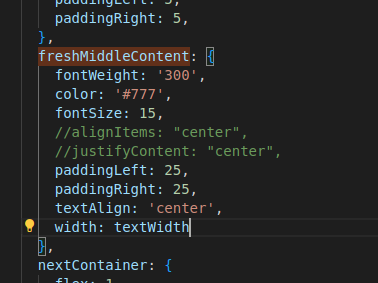 paddingLeft: 5,
paddingRight: 5,
},
freshMiddleContent: {
fontWeight: '300',
color: '#777',
fontSize: 15,
//alignItems: "center",
//justifyContent: "center",
paddingLeft: 25,
paddingRight: 25,
textAlign: 'center',
width: textWidth
},
nextContainer: {
flex: 1